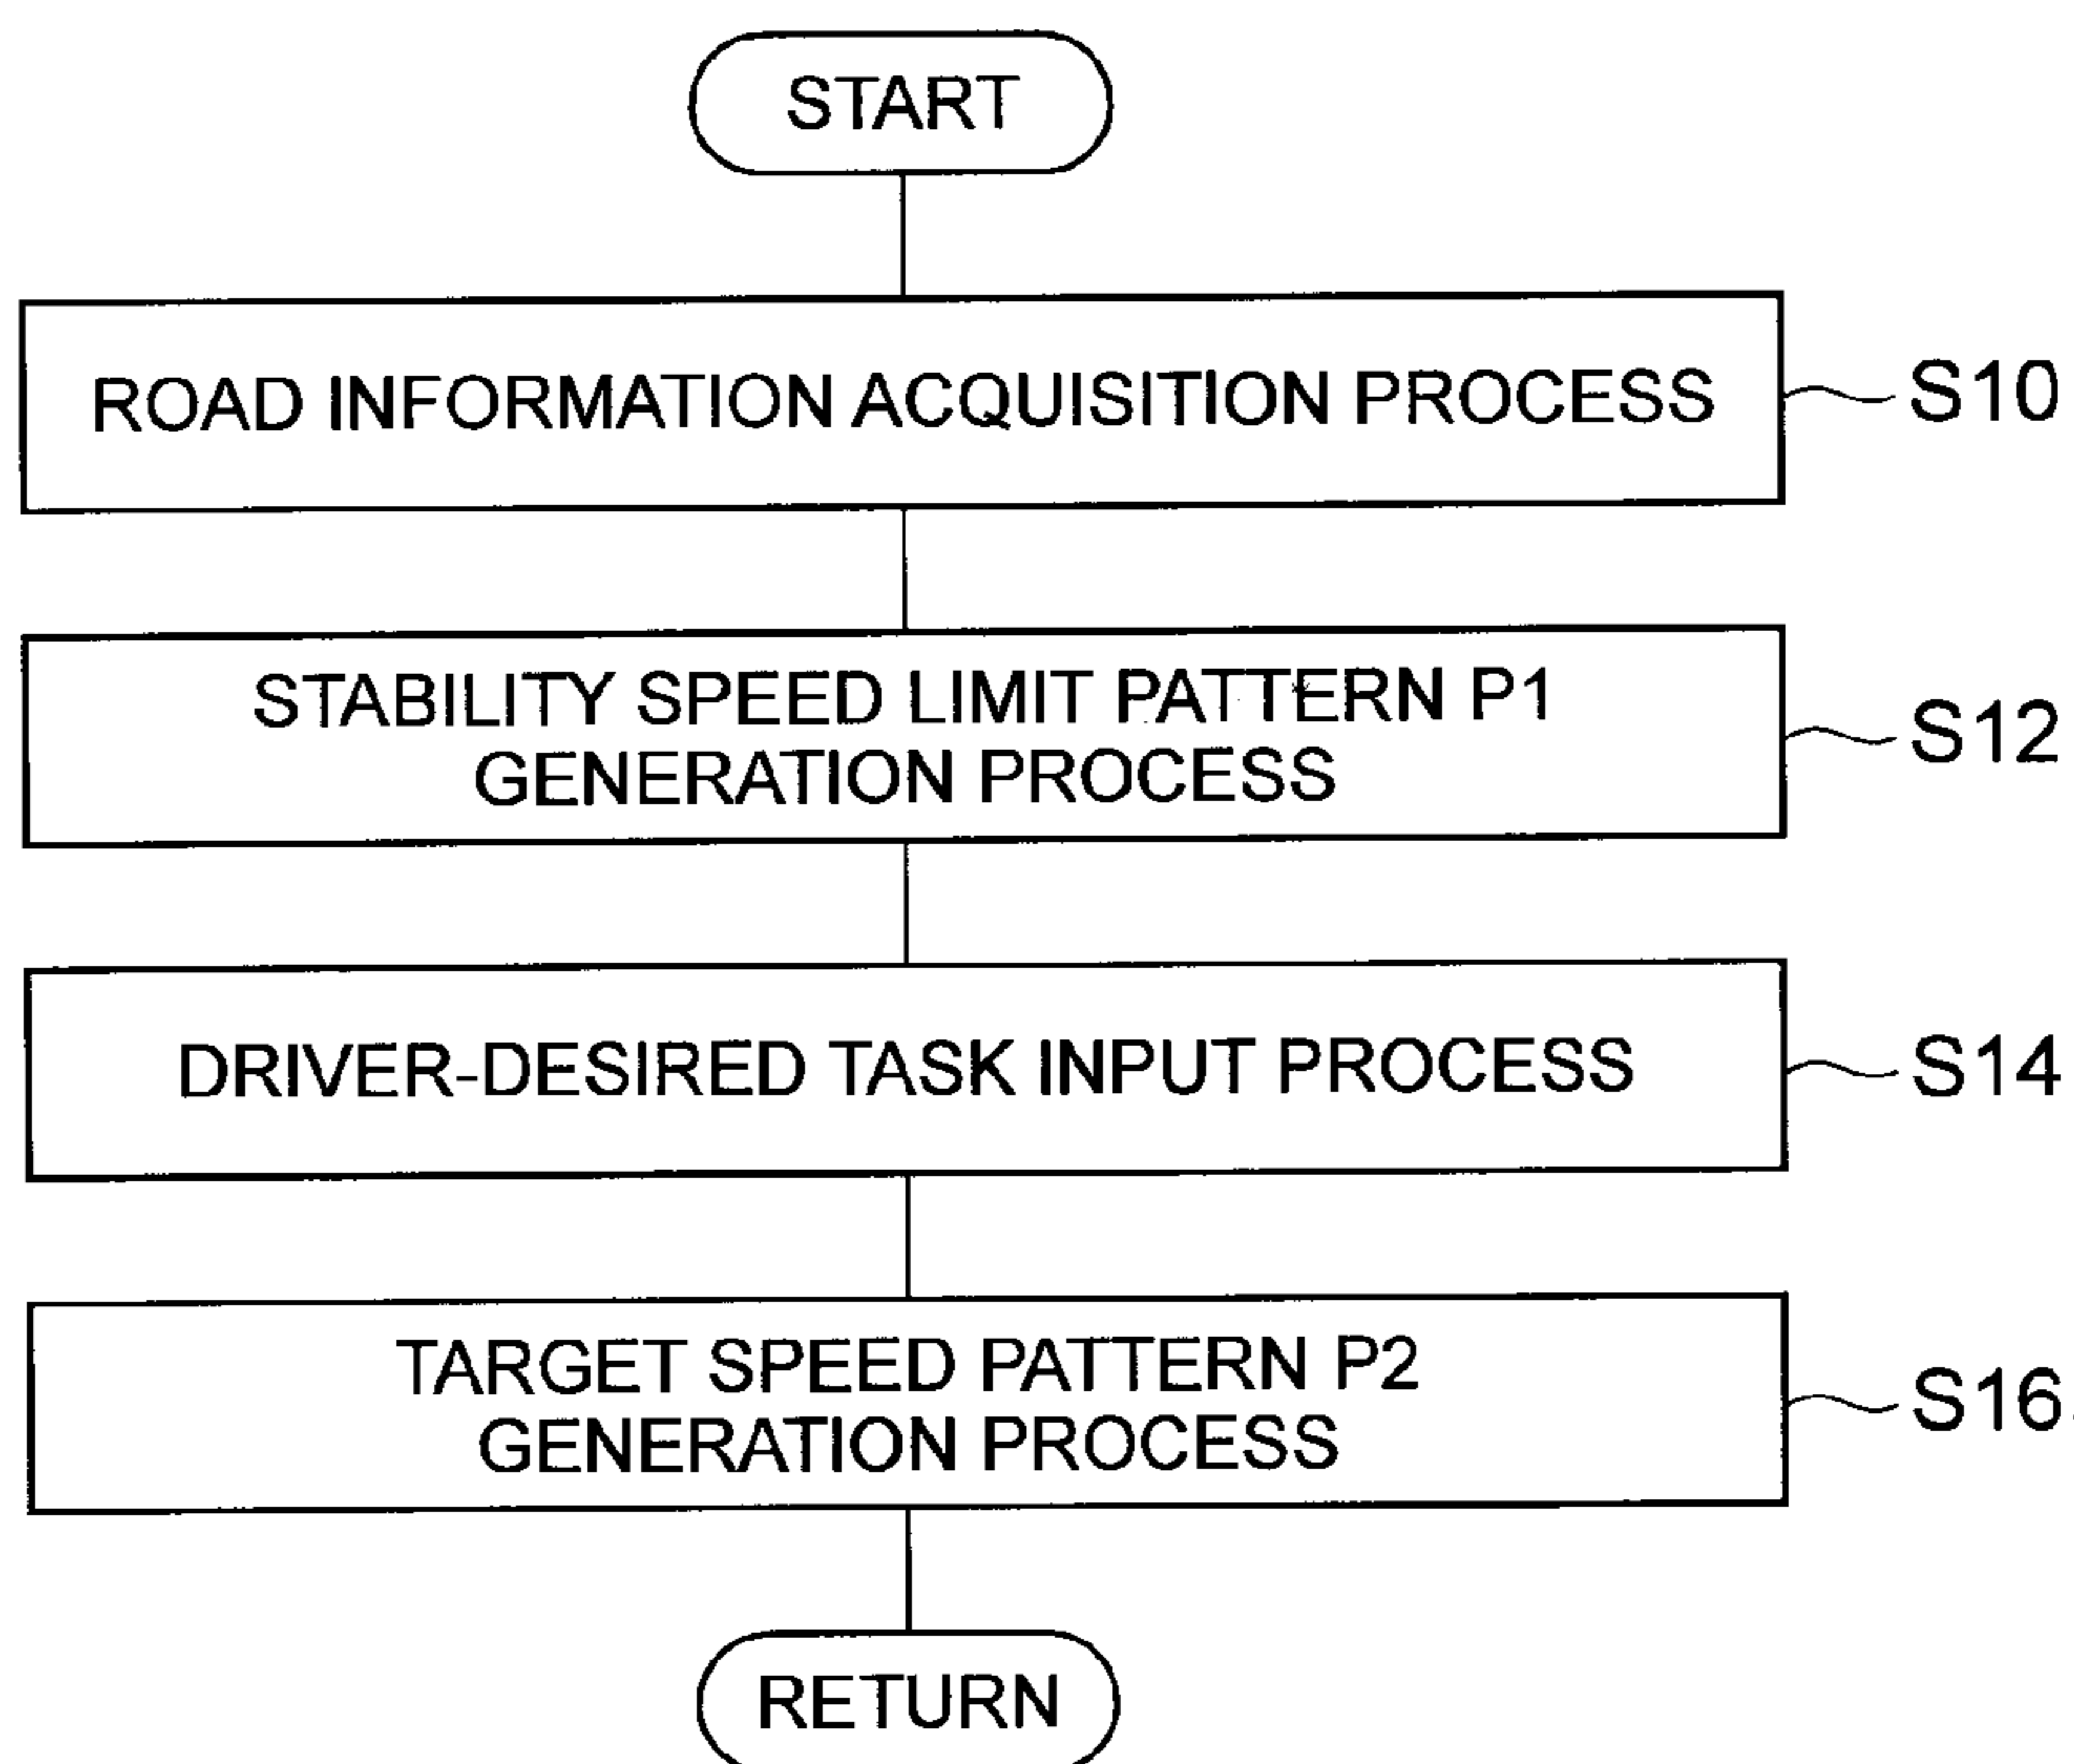 START
ROAD INFORMATION ACQUISITION PROCESS
S10
STABILITY SPEED LIMIT PATTERN P1
GENERATION PROCESS
S12
DRIVER-DESIRED TASK INPUT PROCESS
S14
TARGET SPEED PATTERN P2
GENERATION PROCESS
S16
RETURN